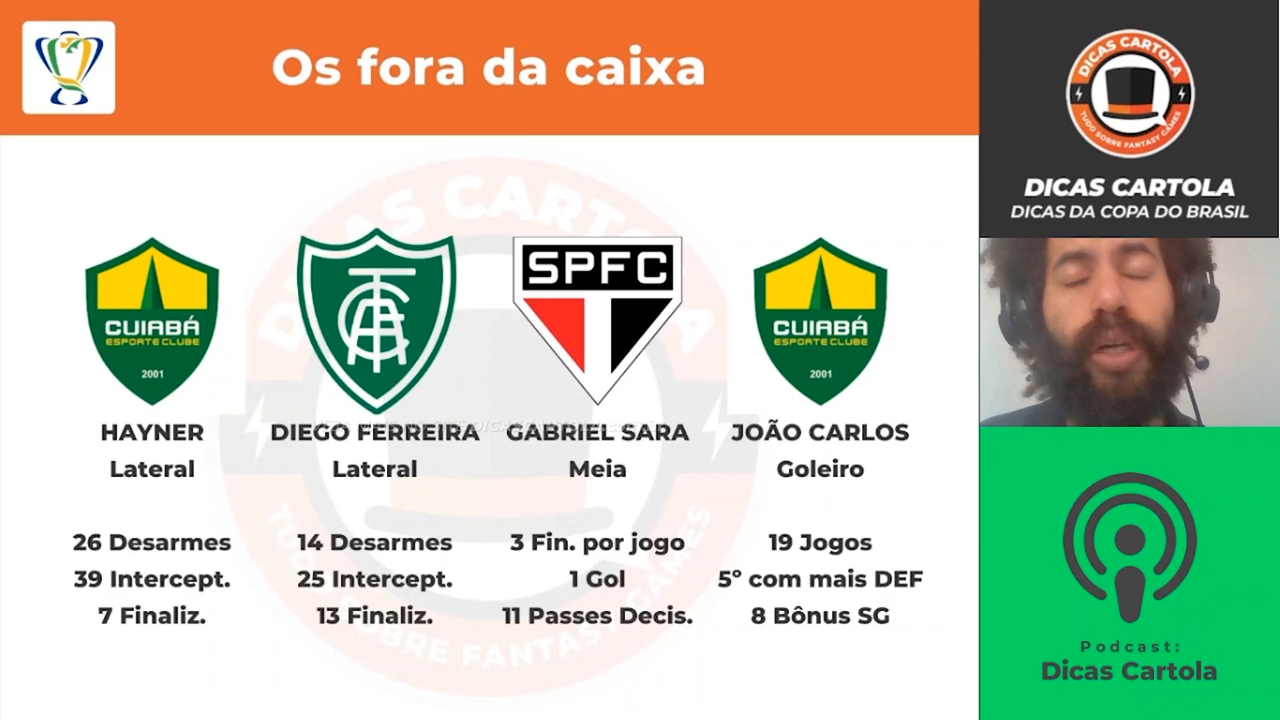 Os fora da caixa
DICAS CARTOLA
TUDO SOBRE FANTASY GAMES
DICAS CARTOLA
DICAS DA COPA DO BRASIL
CUIABÁ
ESPORTE CLUBE
2001
HAYNER
Lateral
26 Desarmes
39 Intercept.
7 Finaliz.
DIEGO FERREIRA
Lateral
14 Desarmes
25 Intercept.
13 Finaliz.
SPFC
GABRIEL SARA
Meia
3 Fin. por jogo
1 Gol
11 Passes Decis.
CUIABÁ
ESPORTE CLUBE
2001
JOÃO CARLOS
Goleiro
19 Jogos
5º com mais DEF
8 Bônus SG
Podcast:
Dicas Cartola